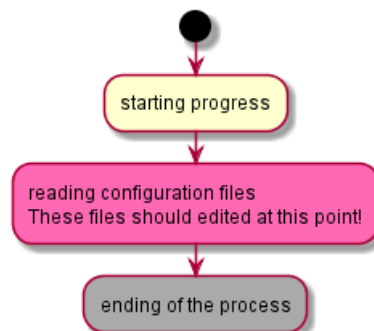 starting progress
reading configuration files
These files should edited at this point!
ending of the process